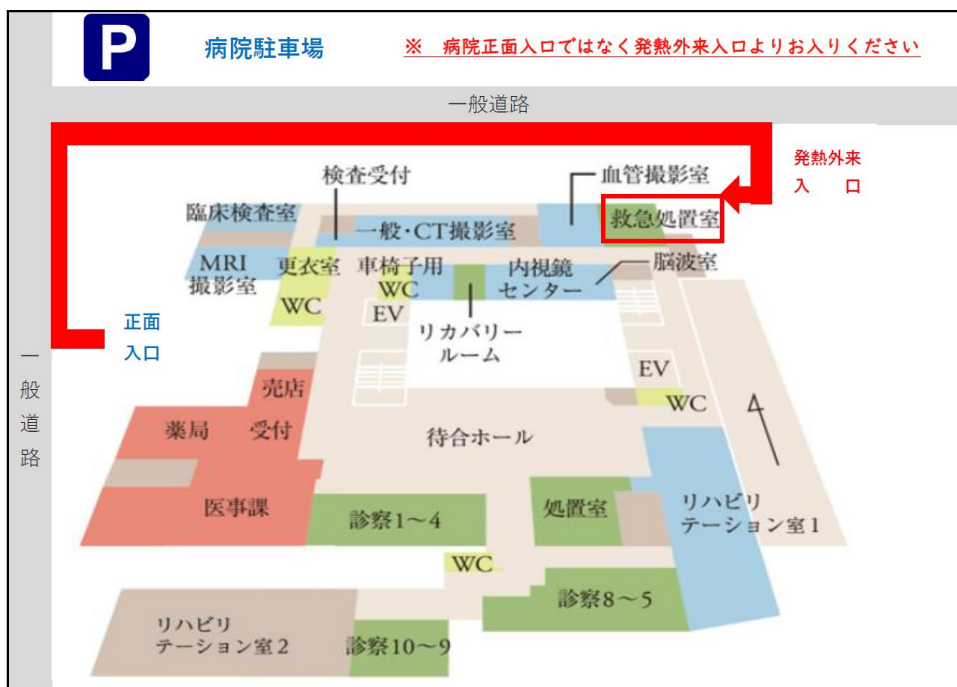 P
病院駐車場
※ 病院正面入口ではなく発熱外来入口よりお入りください
一般道路
発熱外来
入 口
検査受付
血管撮影室
臨床検査室
一般・CT撮影室
救急処置室
MRI
撮影室
更衣室
車椅子用
WC
内視鏡
センター
脳波室
WC
EV
リカバリー
ルーム
正面
入口
一般道路
EV
WC
売店
薬局
受付
待合ホール
医事課
診察1～4
処置室
リハビリ
テーション室1
WC
診察8～5
リハビリ
テーション室2
診察10～9